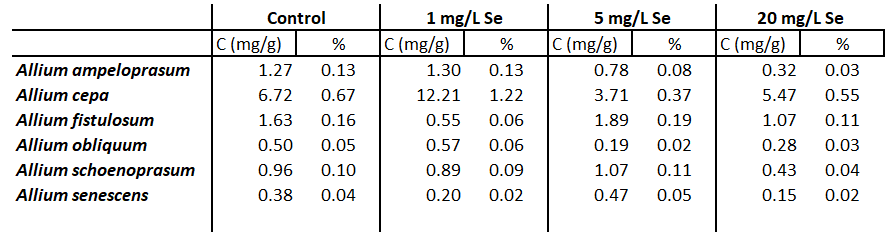 Control 1 mg/L Se 5 mg/L Se 20 mg/L Se
C (mg/g) % C (mg/g) % C (mg/g) % C (mg/g) %
Allium ampeloprasum 1.27 0.13 1.30 0.13 0.78 0.08 0.32 0.03
Allium cepa 6.72 0.67 12.21 1.22 3.71 0.37 5.47 0.55
Allium fistulosum 1.63 0.16 0.55 0.06 1.89 0.19 1.07 0.11
Allium obliquum 0.50 0.05 0.57 0.06 0.19 0.02 0.28 0.03
Allium schoenoprasum 0.96 0.10 0.89 0.09 1.07 0.11 0.43 0.04
Allium senescens 0.38 0.04 0.20 0.02 0.47 0.05 0.15 0.02